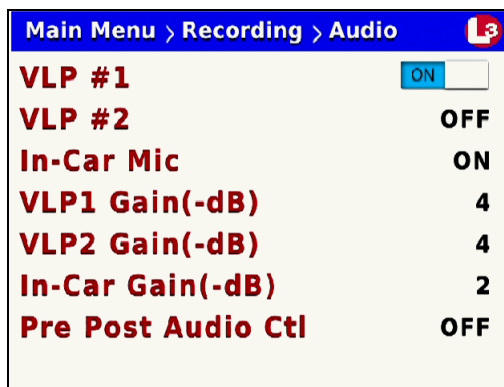 Main Menu > Recording > Audio L3
VLP #1 ON
VLP #2 OFF
In-Car Mic ON
VLP1 Gain(-dB) 4
VLP2 Gain(-dB) 4
In-Car Gain(-dB) 2
Pre Post Audio Ctl OFF